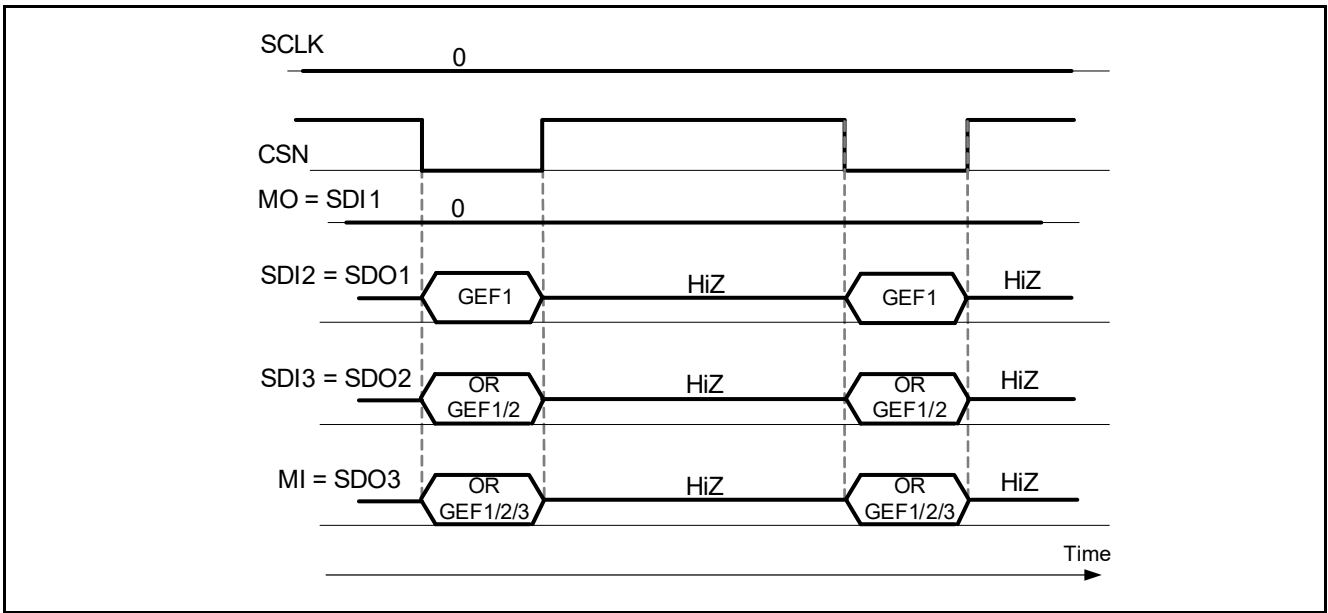 SCLK
0
CSN
MO = SDI1
0
SDI2 = SDO1
GEF1
HiZ
GEF1
HiZ
SDI3 = SDO2
OR
GEF1/2
HiZ
OR
GEF1/2
HiZ
MI = SDO3
OR
GEF1/2/3
HiZ
OR
GEF1/2/3
HiZ
Time